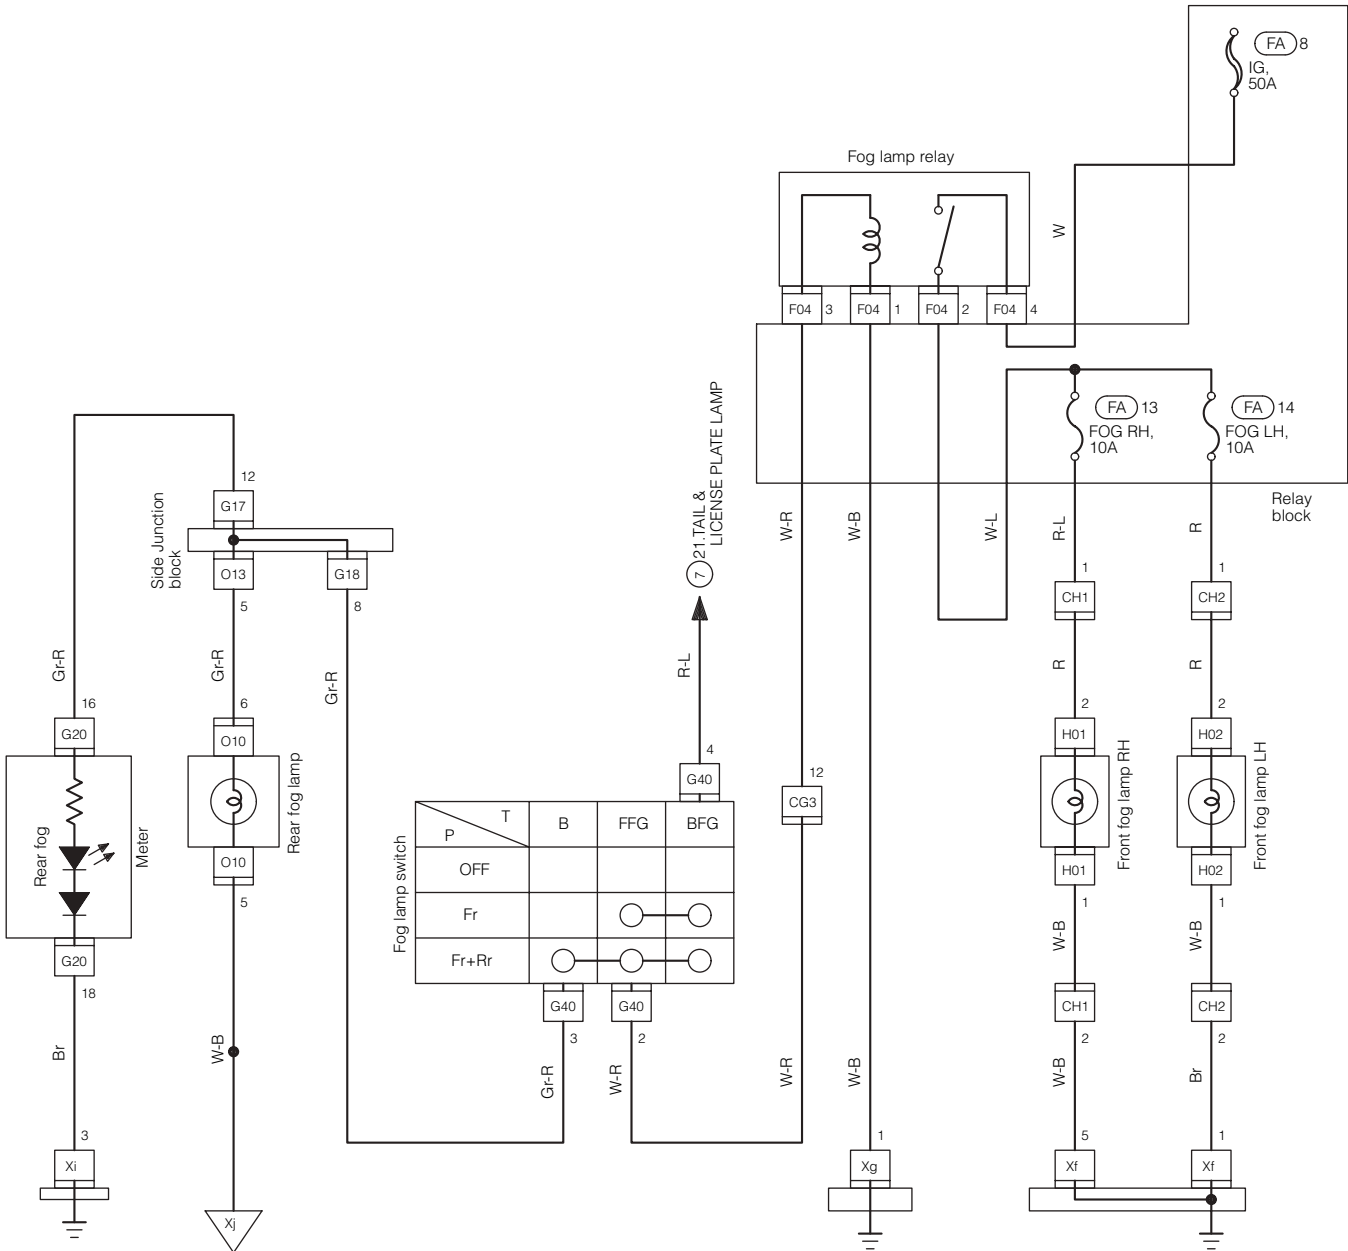 FA 8
IG,
50A
Fog lamp relay
W
F04 3
F04 1
F04 2
F04 4
FA 13
FOG RH,
10A
FA 14
FOG LH,
10A
Relay
block
7 21.TAIL &
LICENSE PLATE LAMP
12
G17
Side Junction
block
O13
G18
5
8
W-R
W-B
W-L
R-L
R
1
1
CH1
CH2
Gr-R
Gr-R
Gr-R
R-L
R
R
16
6
2
2
G20
O10
H01
H02
4
G40
12
CG3
Rear fog
Meter
Rear fog lamp
Front fog lamp RH
Front fog lamp LH
Fog lamp switch
T
P
B
FFG
BFG
OFF
Fr
Fr+Rr
O10
5
H01
1
H02
1
G20
18
W-B
W-B
G40
G40
3
2
CH1
CH2
2
2
Br
W-B
Gr-R
W-R
W-R
W-B
W-B
Br
3
1
5
1
Xi
Xg
Xf
Xf
Xj